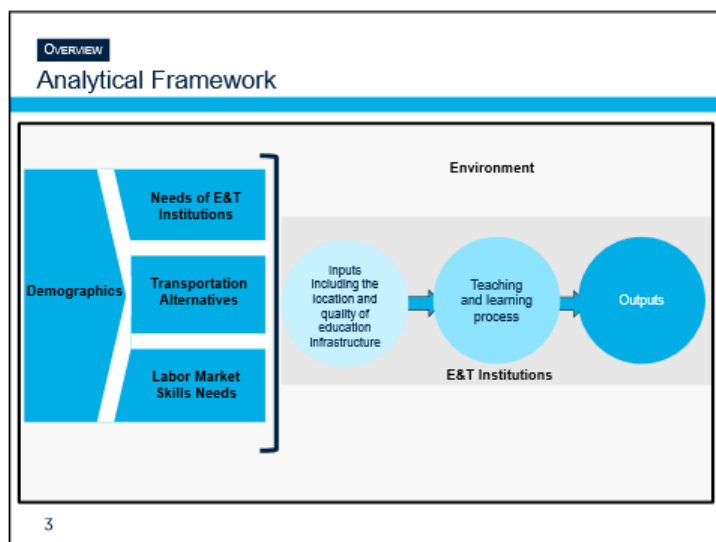 OVERVIEW
Analytical Framework
Demographics
Needs of E&T
Institutions
Transportation
Alternatives
Labor Market
Skills Needs
Environment
Inputs
including the
location and
quality of
education
infrastructure
Teaching
and learning
process
Outputs
E&T Institutions
3